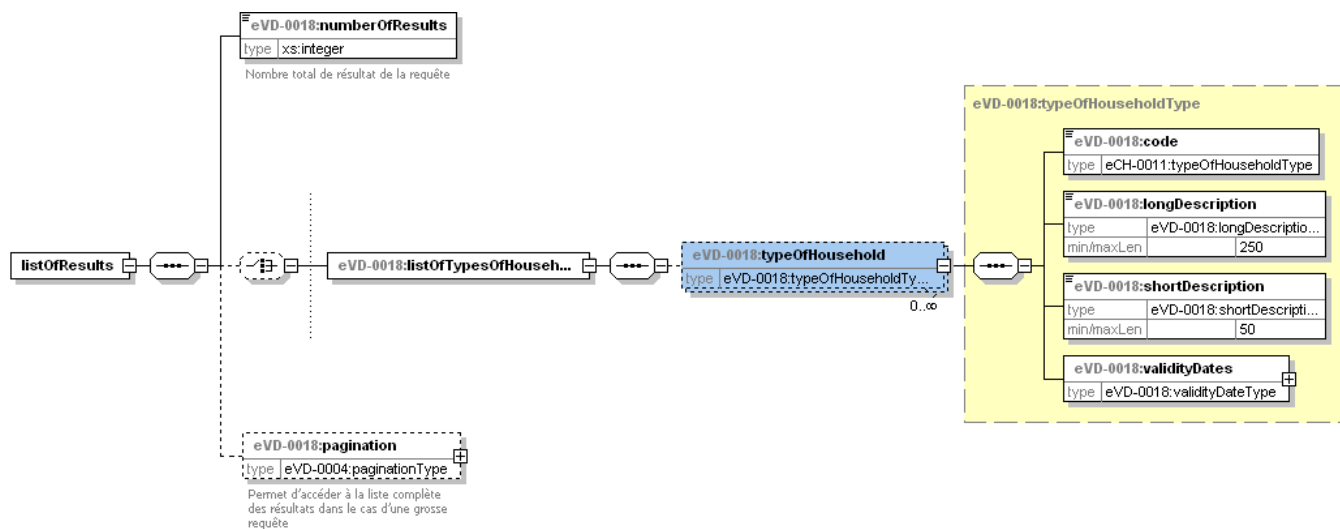 eVD-0018:numberOfResults
type xs:integer
Nombre total de résultat de la requête
eVD-0018:typeOfHouseholdType
eVD-0018:code
type eCH-0011:typeOfHouseholdType
eVD-0018:longDescription
type eVD-0018:longDescriptio...
min/maxLen 250
listOfResults
eVD-0018:listOfTypesOfHouseh...
eVD-0018:typeOfHousehold
type eVD-0018:typeOfHouseholdTy...
0..∞
eVD-0018:shortDescription
type eVD-0018:shortDescripti...
min/maxLen 50
eVD-0018:validityDates
type eVD-0018:validityDateType
eVD-0018:pagination
type eVD-0004:paginationType
Permet d'accéder à la liste complète
des résultats dans le cas d'une grosse
requête